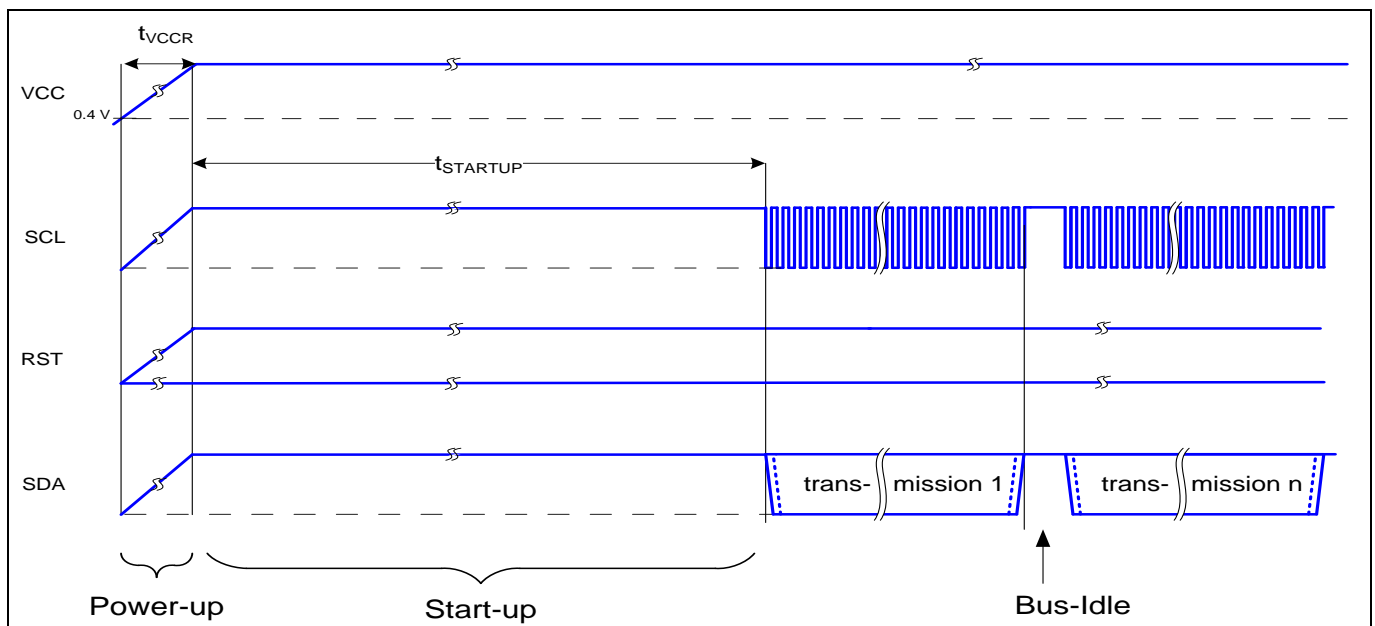 tVCCR
VCC
0.4 V
tSTARTUP
SCL
RST
SDA
trans- mission 1
trans- mission n
Power-up
Start-up
Bus-Idle